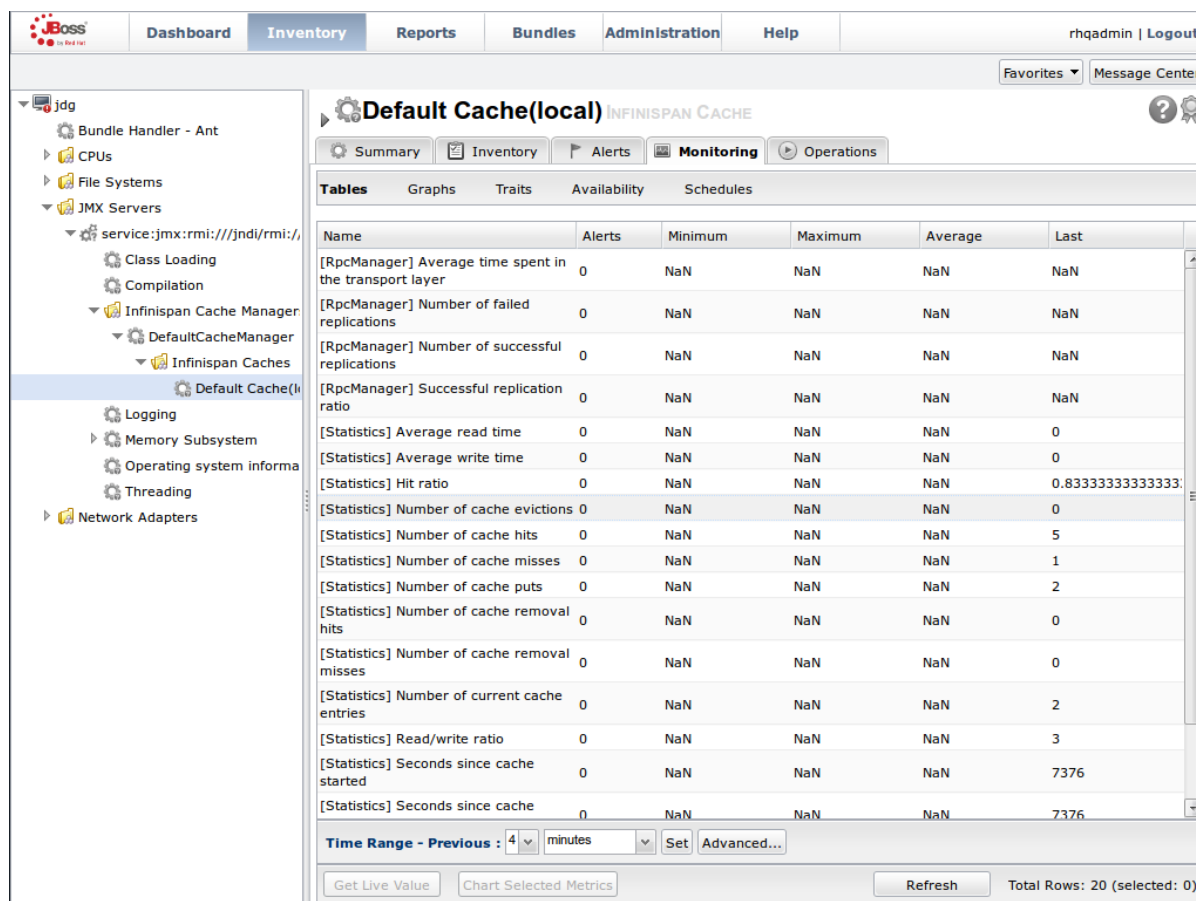 JBoss
by Red Hat
Dashboard
Inventory
Reports
Bundles
Administration
Help
rhqadmin | Logout
Favorites
Message Center
jdg
Bundle Handler - Ant
CPUs
File Systems
JMX Servers
service:jmx:rmi:///jndi/rmi:/
Class Loading
Compilation
Infinispan Cache Manager
DefaultCacheManager
Infinispan Caches
Default Cache(l
Logging
Memory Subsystem
Operating system informa
Threading
Network Adapters
Default Cache(local) INFINISPAN CACHE
Summary
Inventory
Alerts
Monitoring
Operations
Tables
Graphs
Traits
Availability
Schedules
Name Alerts Minimum Maximum Average Last
[RpcManager] Average time spent in
the transport layer
0 NaN NaN NaN NaN
[RpcManager] Number of failed
replications
0 NaN NaN NaN NaN
[RpcManager] Number of successful
replications
0 NaN NaN NaN NaN
[RpcManager] Successful replication
ratio
0 NaN NaN NaN NaN
[Statistics] Average read time 0 NaN NaN NaN 0
[Statistics] Average write time 0 NaN NaN NaN 0
[Statistics] Hit ratio 0 NaN NaN NaN 0.8333333333333333
[Statistics] Number of cache evictions 0 NaN NaN NaN 0
[Statistics] Number of cache hits 0 NaN NaN NaN 5
[Statistics] Number of cache misses 0 NaN NaN NaN 1
[Statistics] Number of cache puts 0 NaN NaN NaN 2
[Statistics] Number of cache removal
hits
0 NaN NaN NaN 0
[Statistics] Number of cache removal
misses
0 NaN NaN NaN 0
[Statistics] Number of current cache
entries
0 NaN NaN NaN 2
[Statistics] Read/write ratio 0 NaN NaN NaN 3
[Statistics] Seconds since cache
started
0 NaN NaN NaN 7376
[Statistics] Seconds since cache
0 NaN NaN NaN 7376
Time Range - Previous : 4 minutes Set Advanced...
Get Live Value Chart Selected Metrics Refresh Total Rows: 20 (selected: 0)